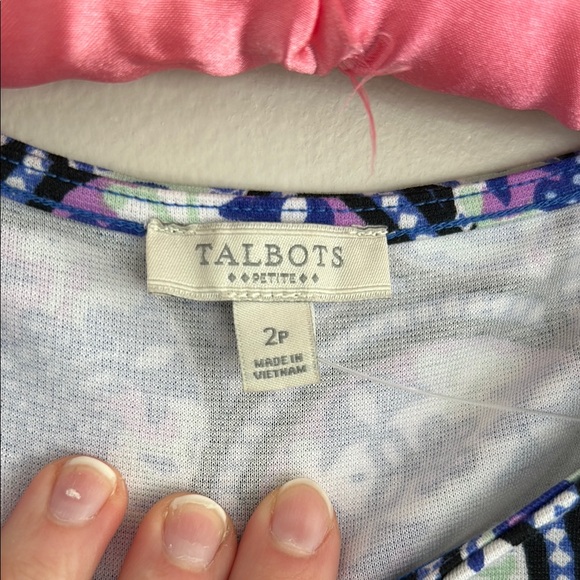 TALBOTS
PETITE
2P
MADE IN
VIETNAM